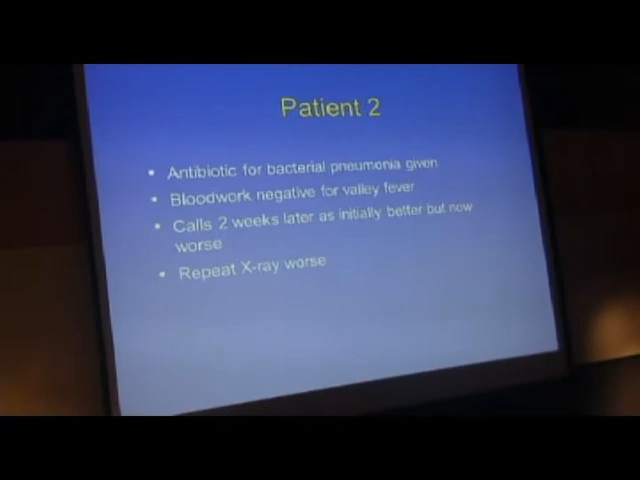 Patient 2
• Antibiotic for bacterial pneumonia given
• Bloodwork negative for valley fever
• Calls 2 weeks later as initially better but now
worse
• Repeat X-ray worse